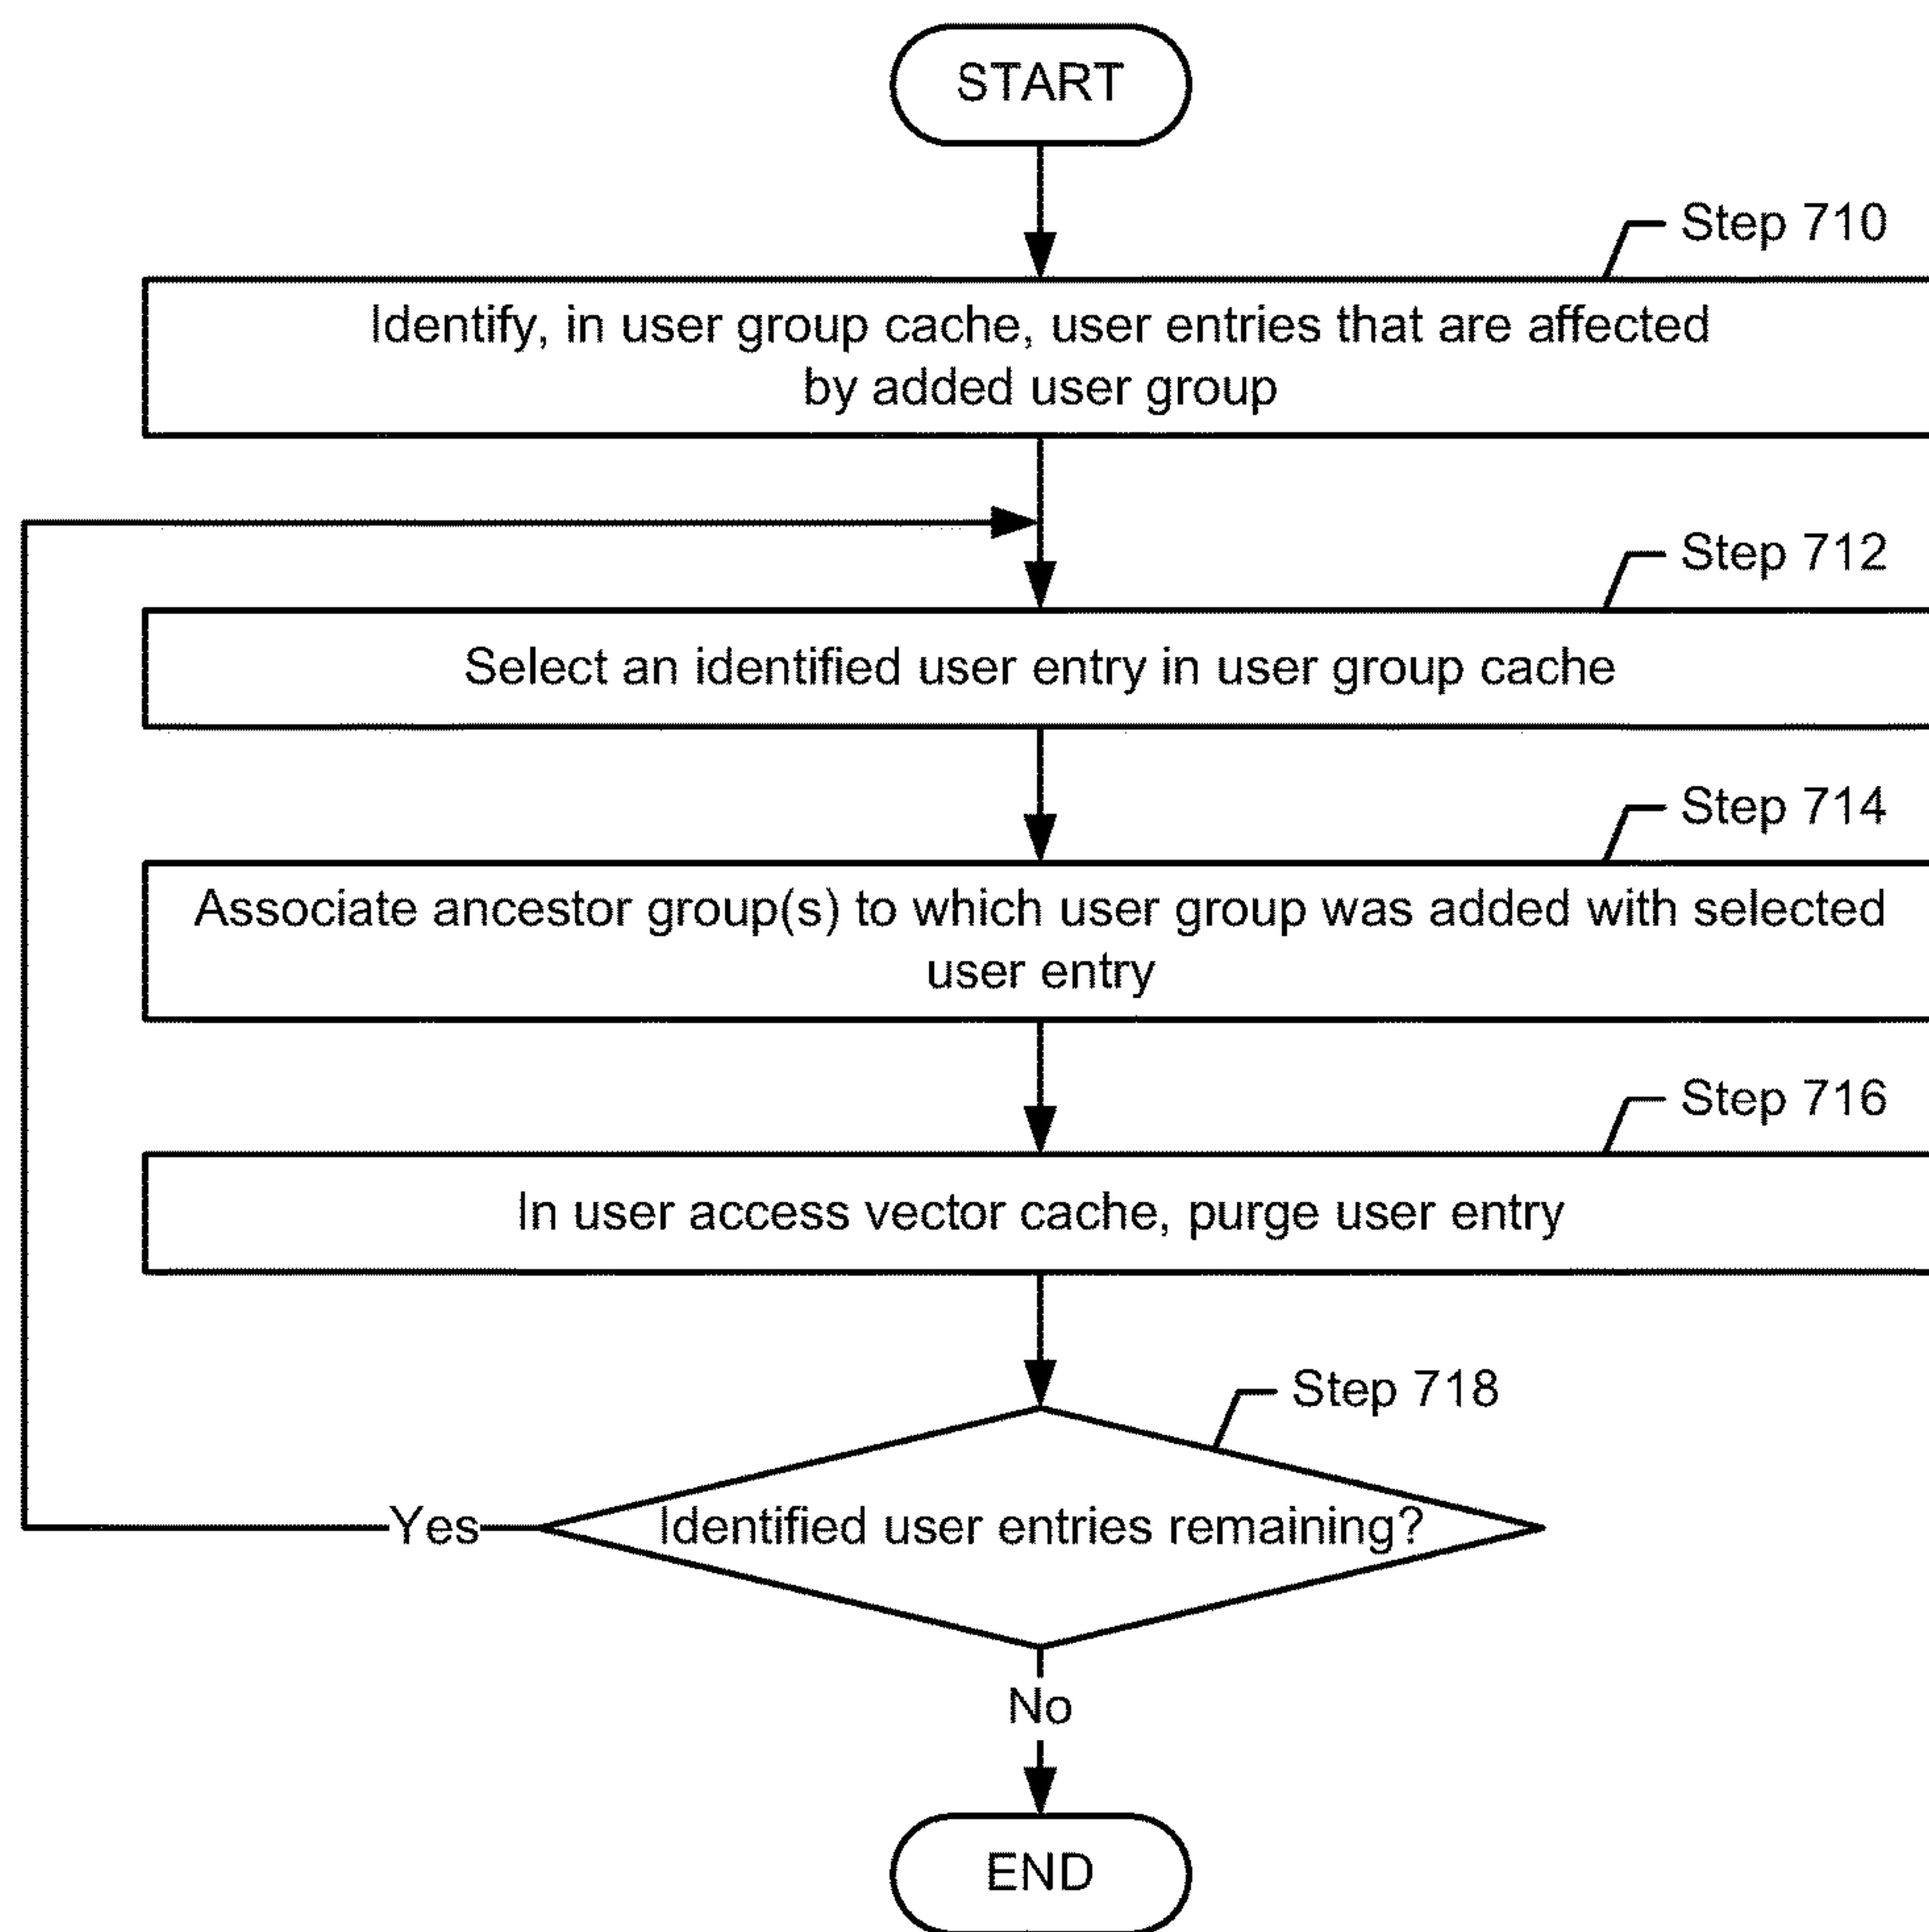 START
Step 710
Identify, in user group cache, user entries that are affected
by added user group
Step 712
Select an identified user entry in user group cache
Step 714
Associate ancestor group(s) to which user group was added with selected
user entry
Step 716
In user access vector cache, purge user entry
Step 718
Identified user entries remaining?
Yes
No
END